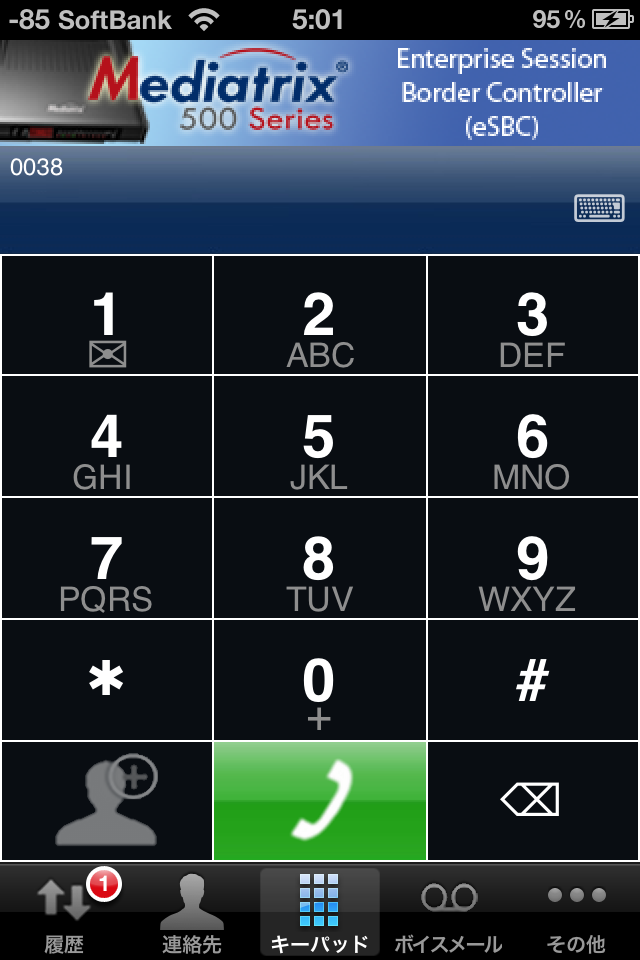 -85 SoftBank 5:01 95 %
Mediatrix®
500 Series
Enterprise Session
Border Controller
(eSBC)
0038
1 2 3
ABC DEF
4 5 6
GHI JKL MNO
7 8 9
PQRS TUV WXYZ
* 0 #
+
1
履歴 連絡先 キーパッド ボイスメール その他